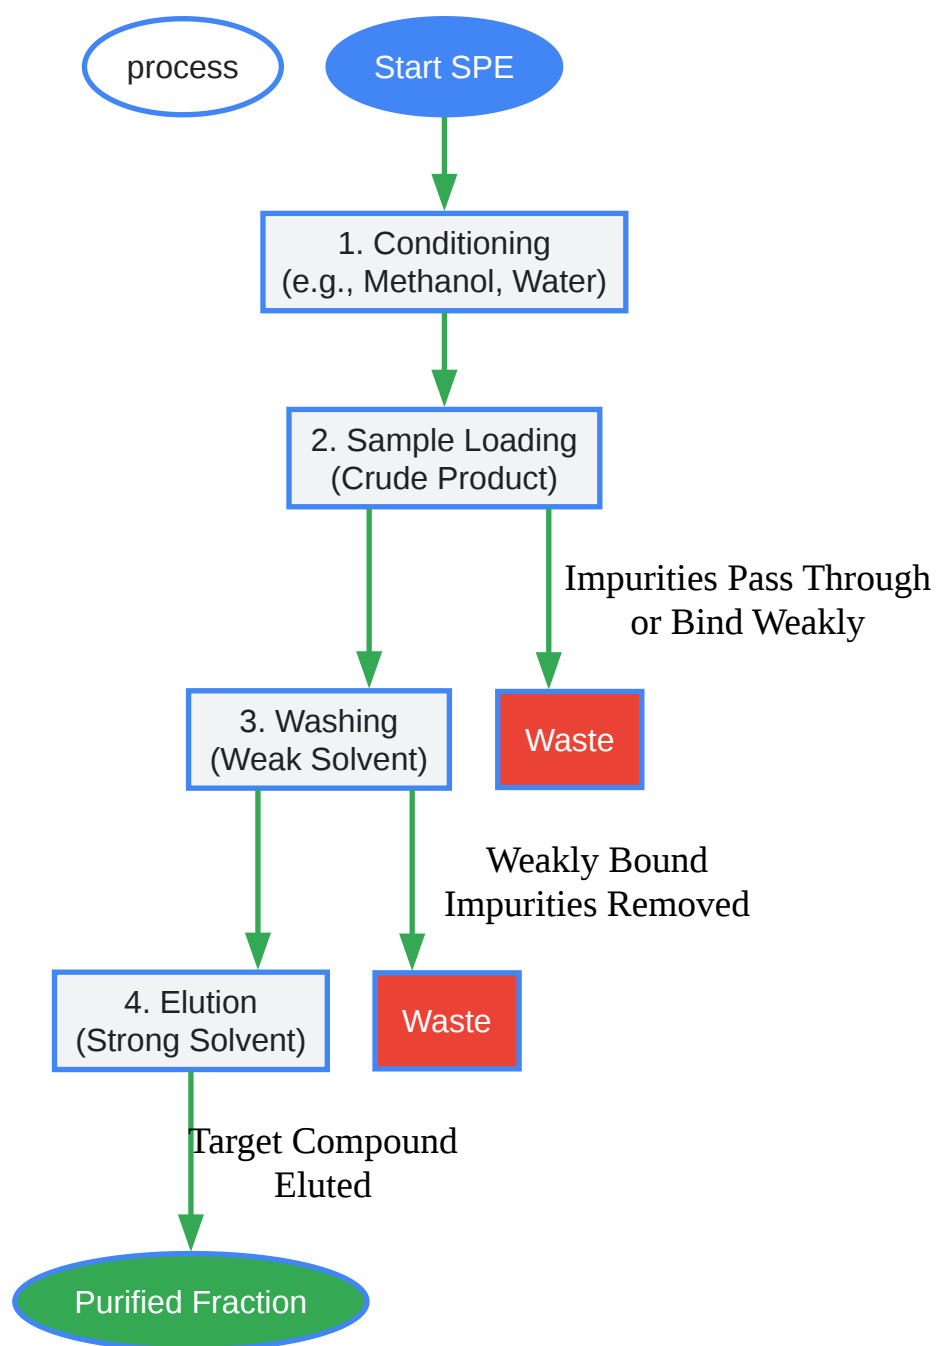 process
Start SPE
1. Conditioning
(e.g., Methanol, Water)
2. Sample Loading
(Crude Product)
Impurities Pass Through
or Bind Weakly
3. Washing
(Weak Solvent)
Waste
Weakly Bound
Impurities Removed
4. Elution
(Strong Solvent)
Waste
Target Compound
Eluted
Purified Fraction